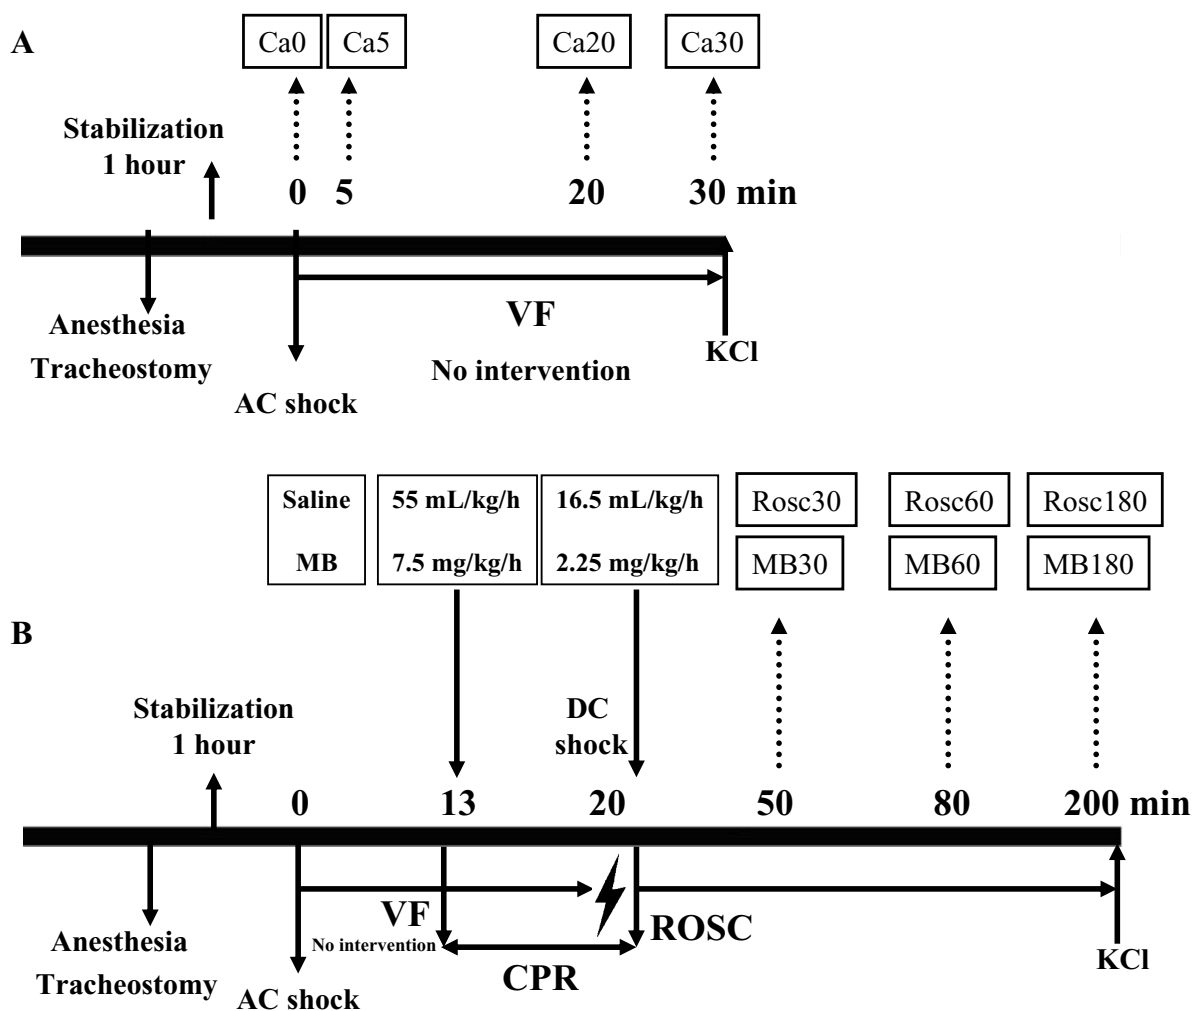 A
Ca0 Ca5 Ca20 Ca30
Stabilization
1 hour
0 5 20 30 min
Anesthesia
Tracheostomy
VF
No intervention
KCl
AC shock
Saline 55 mL/kg/h 16.5 mL/kg/h
MB 7.5 mg/kg/h 2.25 mg/kg/h
Rosc30 Rosc60 Rosc180
MB30 MB60 MB180
B
Stabilization
1 hour
DC
shock
0 13 20 50 80 200 min
VF
No intervention
ROSC
CPR
Anesthesia
Tracheostomy
AC shock
KCl